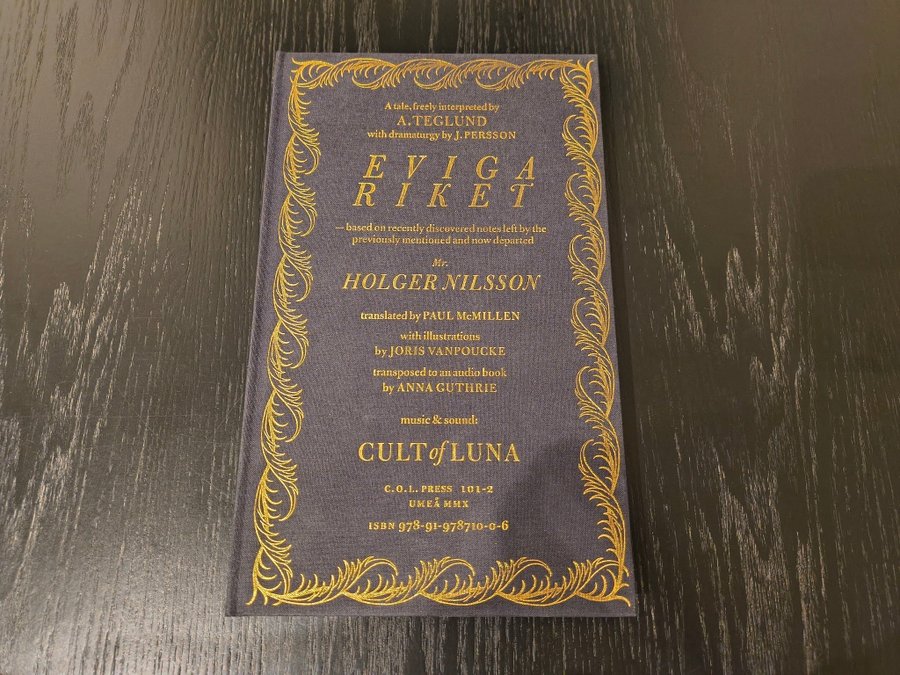 A tale, freely interpreted by
A. TEGLUND
with dramaturgy by J. PERSSON
EVIGA
RIKET
— based on recently discovered notes left by the
previously mentioned and now departed
Mr.
HOLGER NILSSON
translated by PAUL McMILLEN
with illustrations
by JORIS VANPOUCKE
transposed to an audio book
by ANNA GUTHRIE
music & sound:
CULT of LUNA
C.O.L. PRESS 101-2
UMEÅ MMX
ISBN 978-91-978710-0-6